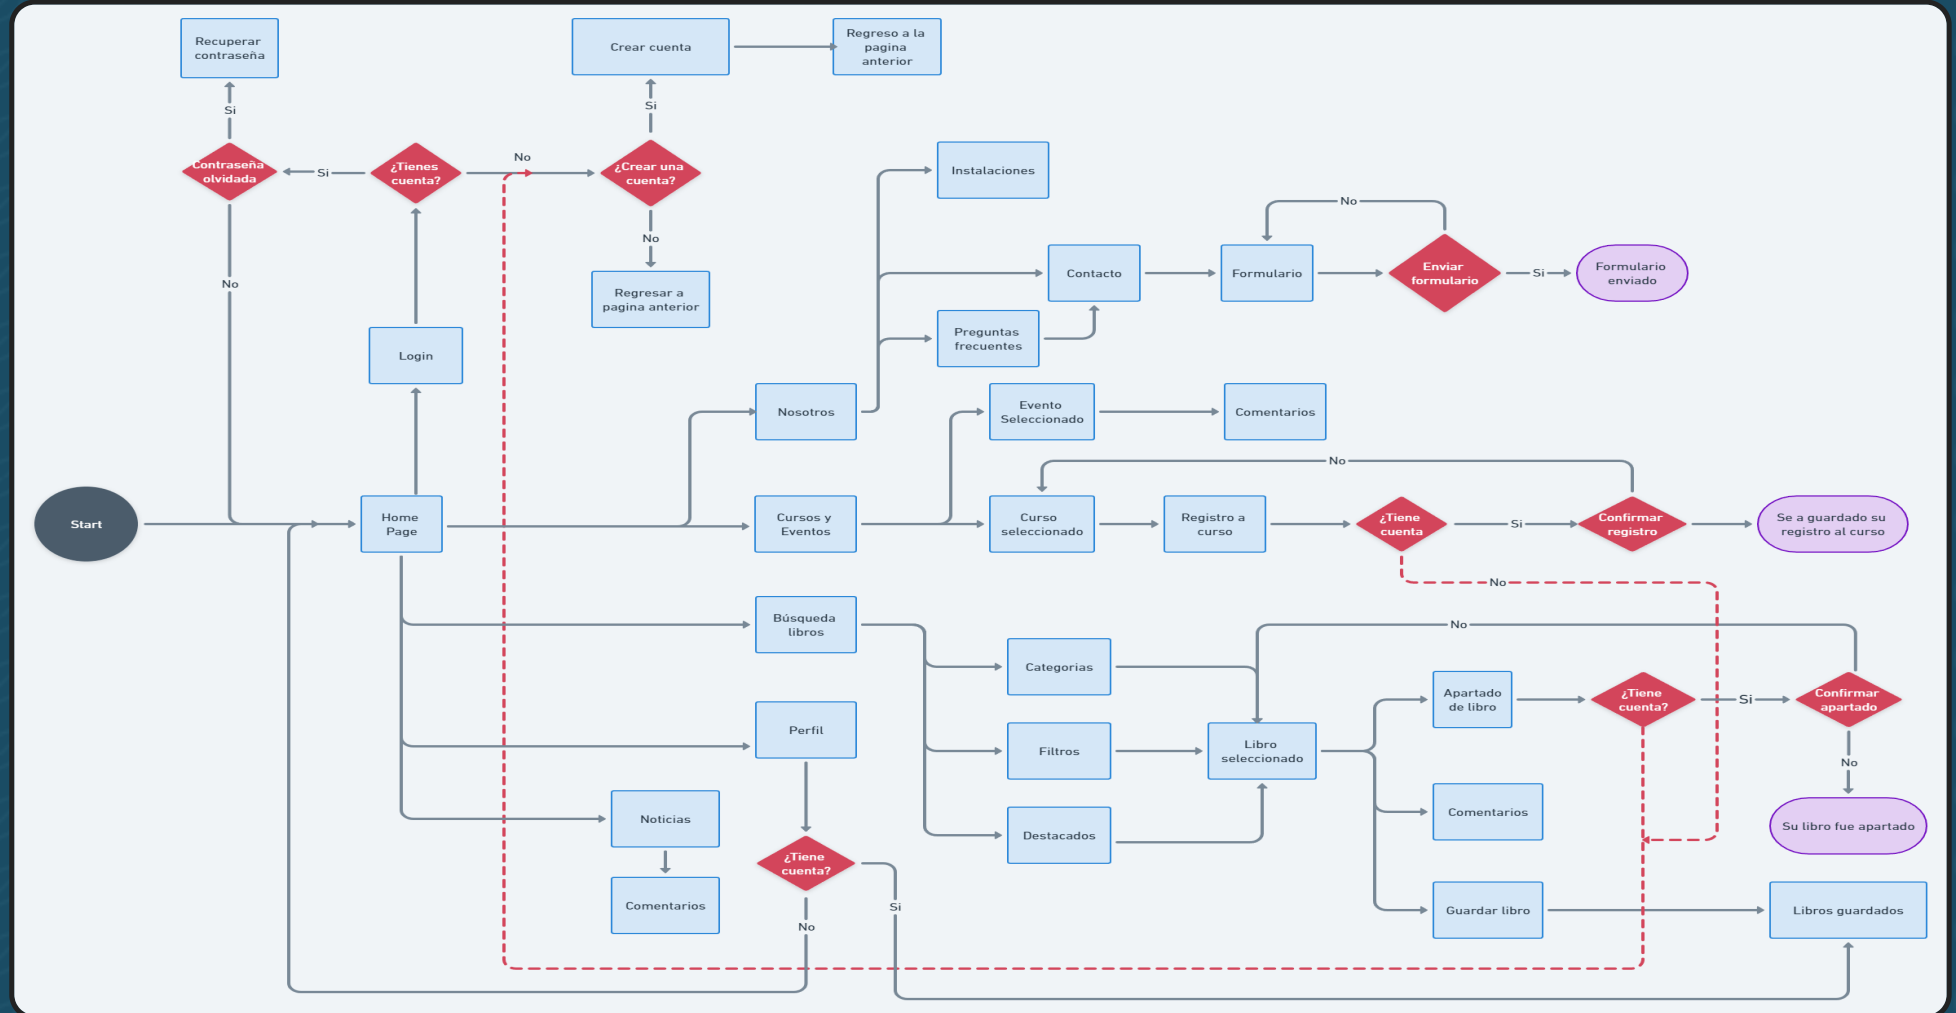 Recuperar
contraseña
Crear cuenta
Regreso a la
pagina
anterior
Si
Si
Contraseña
olvidada
Si
¿Tienes
cuenta?
No
¿Crear una
cuenta?
Instalaciones
No
No
No
Regresar a
pagina anterior
Contacto
Formulario
Enviar
formulario
Si
Formulario
enviado
Preguntas
frecuentes
Login
Nosotros
Evento
Seleccionado
Comentarios
No
Start
Home
Page
Cursos y
Eventos
Curso
seleccionado
Registro a
curso
¿Tiene
cuenta
Si
Confirmar
registro
Se a guardado su
registro al curso
No
Búsqueda
libros
No
Categorias
Apartado
de libro
¿Tiene
cuenta?
Si
Confirmar
apartado
Perfil
Filtros
Libro
seleccionado
No
Noticias
Destacados
Comentarios
Su libro fue apartado
¿Tiene
cuenta?
Comentarios
Si
No
Guardar libro
Libros guardados